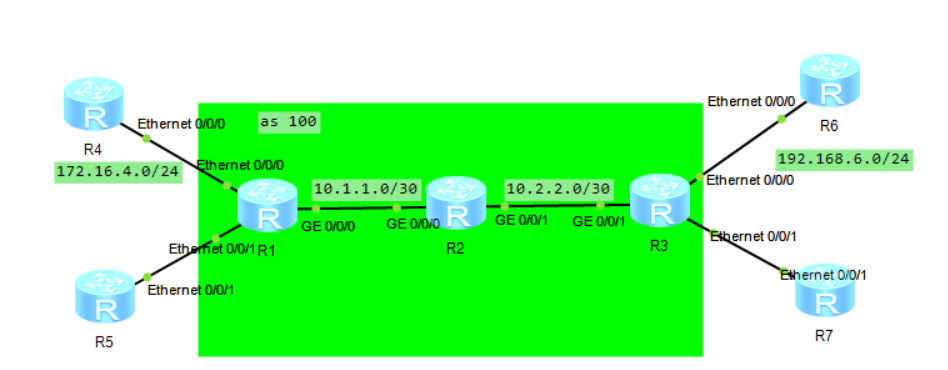 as 100
R
R4
Ethernet 0/0/0
172.16.4.0/24
Ethernet 0/0/0
R
R1
Ethernet 0/0/1
Ethernet 0/0/1
R
R5
10.1.1.0/30
GE 0/0/0
GE 0/0/0
R
R2
10.2.2.0/30
GE 0/0/1
GE 0/0/1
R
R3
Ethernet 0/0/0
R
R6
192.168.6.0/24
Ethernet 0/0/0
Ethernet 0/0/1
Ethernet 0/0/1
R
R7